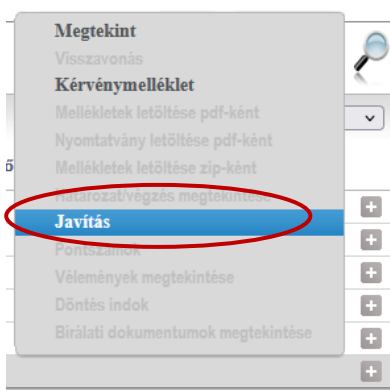 Megtekint
Visszavonás
Kérvénymelléklet
Mellékletek letöltése pdf-ként
Nyomtatvány letöltése pdf-ként
Mellékletek letöltése zip-ként
Határozat/végzés megtekintése
Javítás
Pontszámok
Vélemények megtekintése
Döntés indok
Bírálati dokumentumok megtekintése